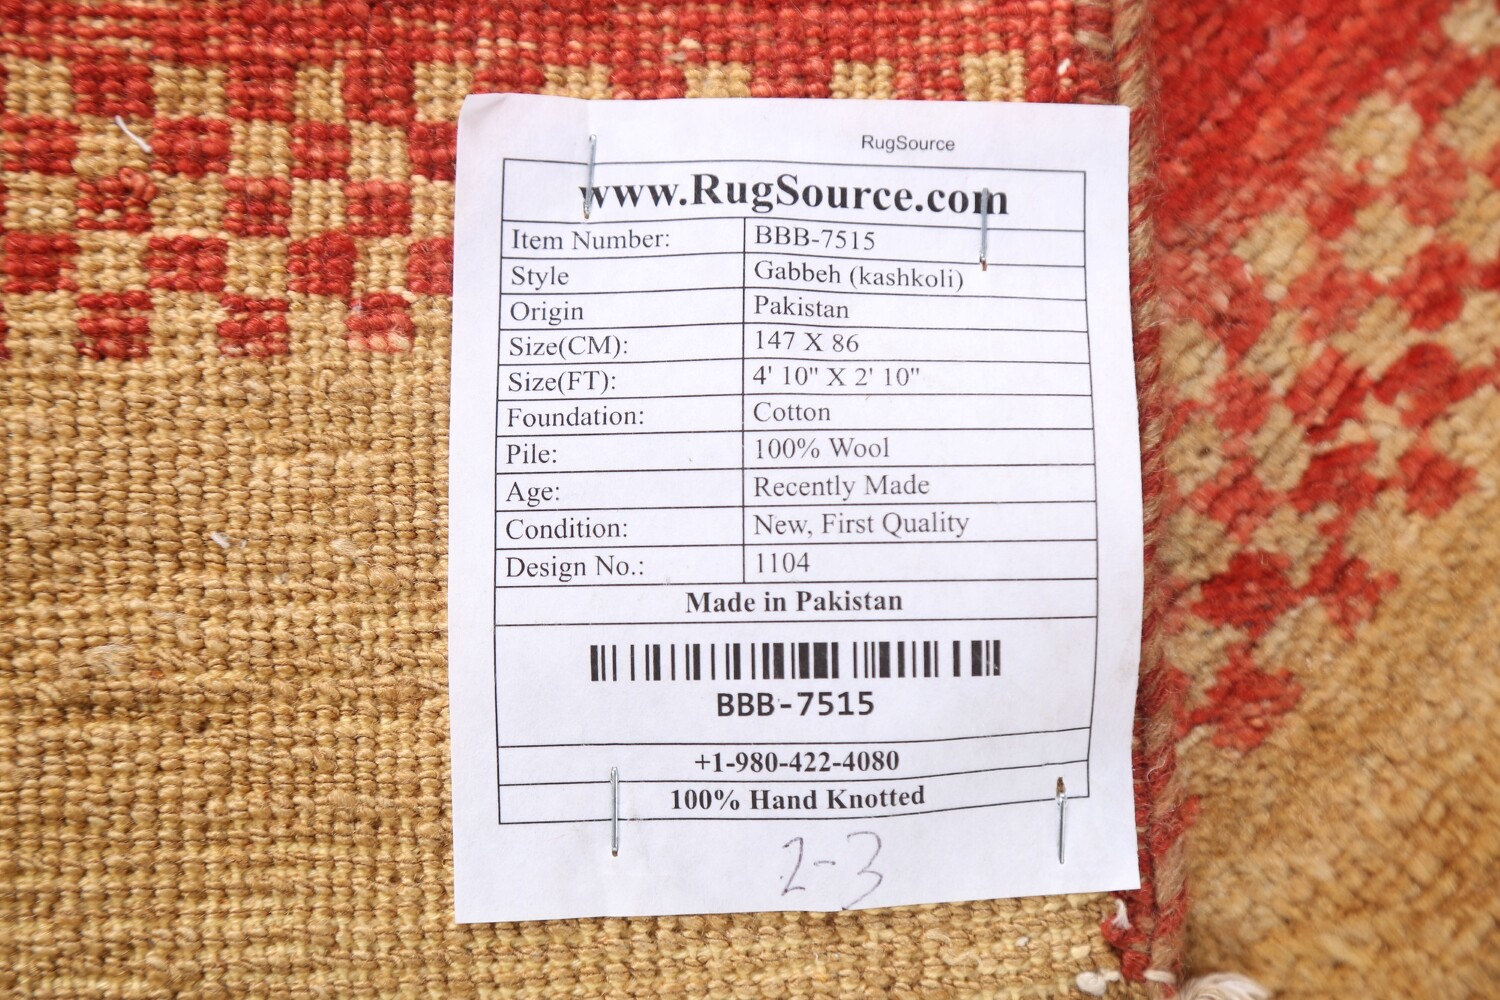 RugSource
www.RugSource.com
Item Number: BBB-7515
Style Gabbeh (kashkoli)
Origin Pakistan
Size(CM): 147 X 86
Size(FT): 4' 10" X 2' 10"
Foundation: Cotton
Pile: 100% Wool
Age: Recently Made
Condition: New, First Quality
Design No.: 1104
Made in Pakistan
BBB-7515
+1-980-422-4080
100% Hand Knotted
2-3